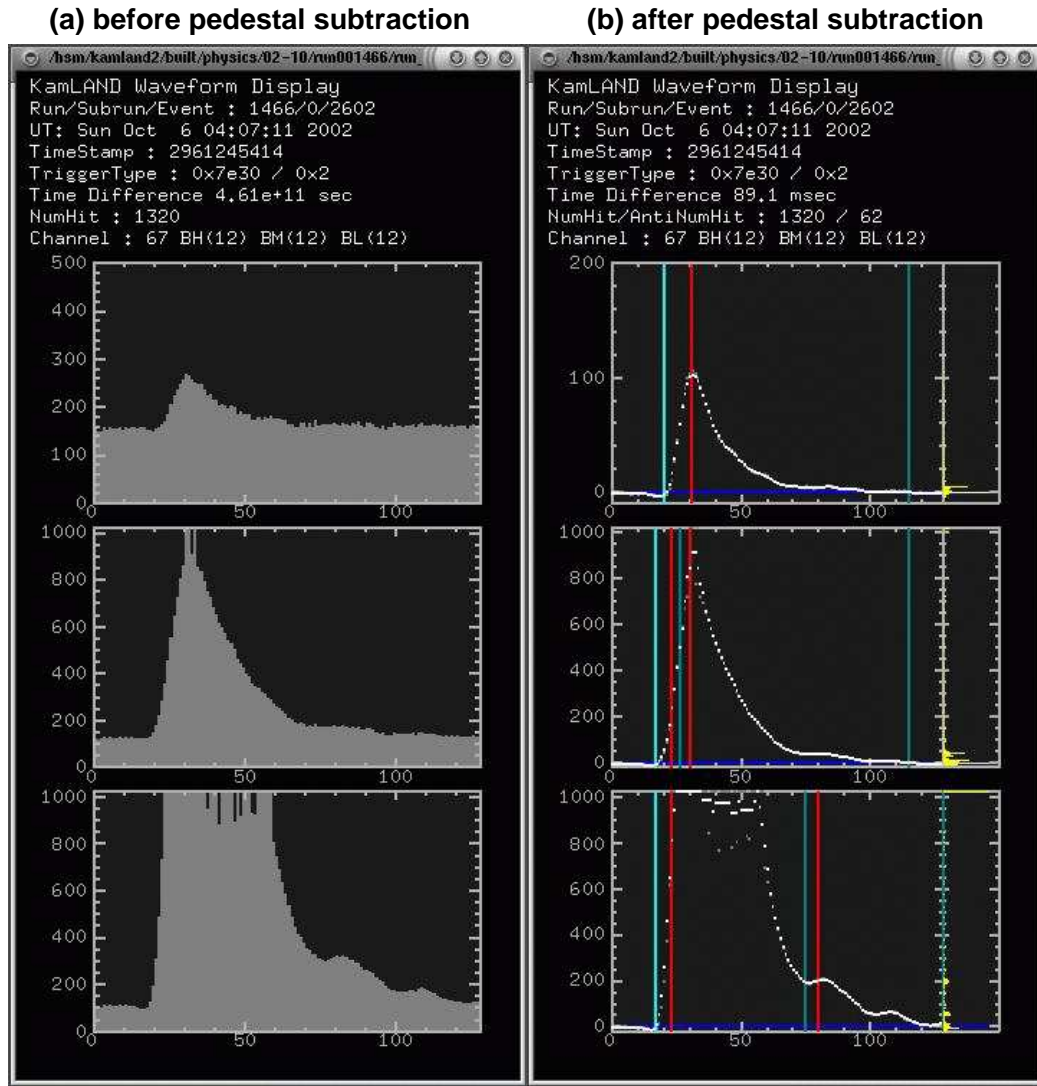 (a) before pedestal subtraction
/hsm/kamland2/built/physics/02-10/run001466/run_
KamLAND Waveform Display
Run/Subrun/Event : 1466/0/2602
UT: Sun Oct 6 04:07:11 2002
TimeStamp : 2961245414
TriggerType : 0x7e30 / 0x2
Time Difference 4.61e+11 sec
NumHit : 1320
Channel : 67 BH(12) BM(12) BL(12)
500
400
300
200
100
0
0 50 100
1000
800
600
400
200
0
0 50 100
1000
800
600
400
200
0
0 50 100
(b) after pedestal subtraction
/hsm/kamland2/built/physics/02-10/run001466/run_
KamLAND Waveform Display
Run/Subrun/Event : 1466/0/2602
UT: Sun Oct 6 04:07:11 2002
TimeStamp : 2961245414
TriggerType : 0x7e30 / 0x2
Time Difference 89.1 msec
NumHit/AntiNumHit : 1320 / 62
Channel : 67 BH(12) BM(12) BL(12)
200
100
0
0 50 100
1000
800
600
400
200
0
0 50 100
1000
800
600
400
200
0
0 50 100